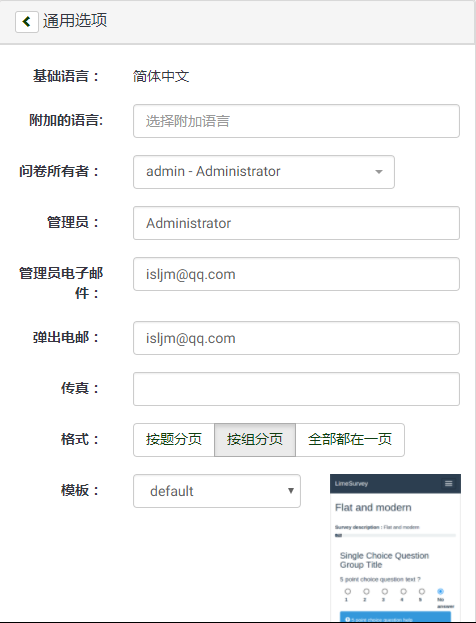 通用选项
基础语言： 简体中文
附加的语言: 选择附加语言
问卷所有者： admin - Administrator
管理员： Administrator
管理员电子邮
件： isljm@qq.com
弹出电邮： isljm@qq.com
传真：
格式： 按题分页 按组分页 全部都在一页
模板： default
LimeSurvey
Flat and modern
Survey description : Flat and modern
Single Choice Question
Group Title
5 point choice question text ?
1 2 3 4 5 No
answer
5 point choice question help